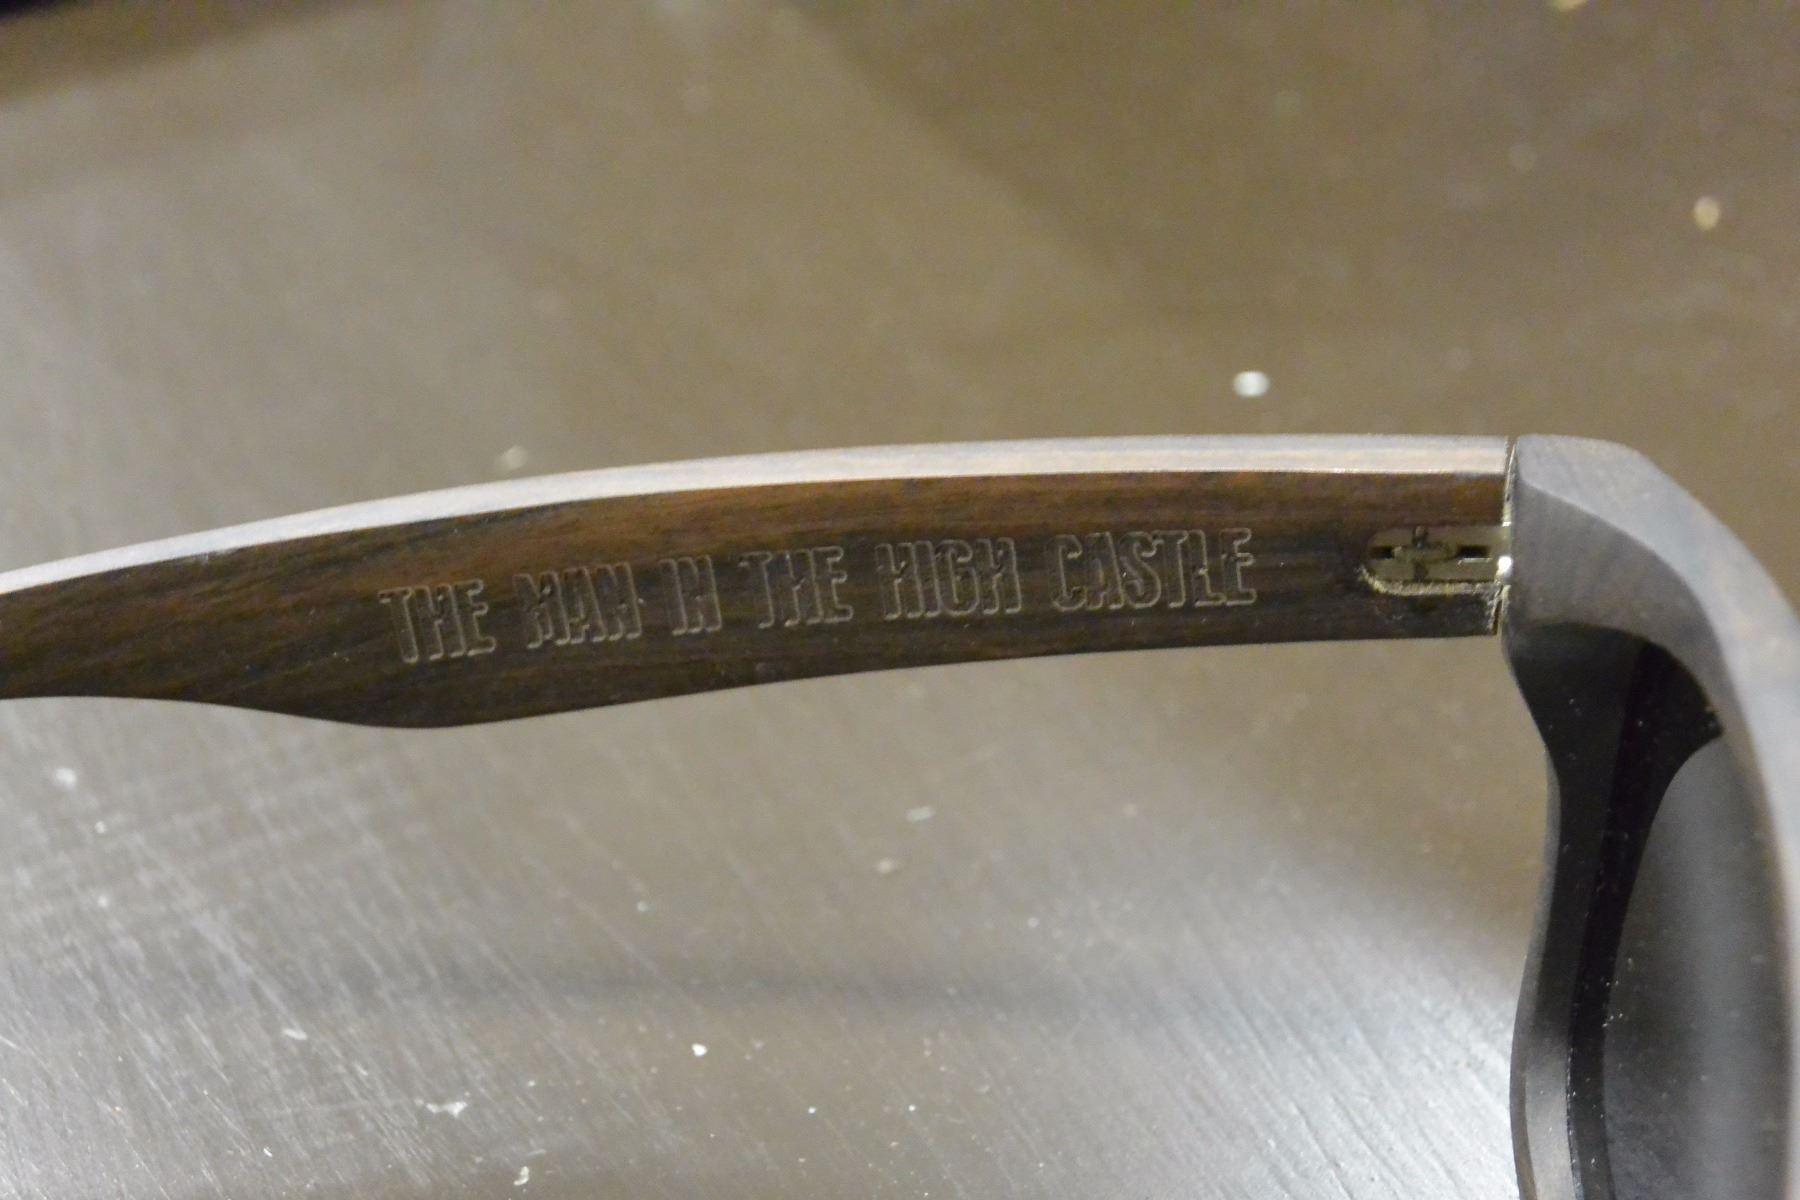 THE MAN IN THE HIGH CASTLE